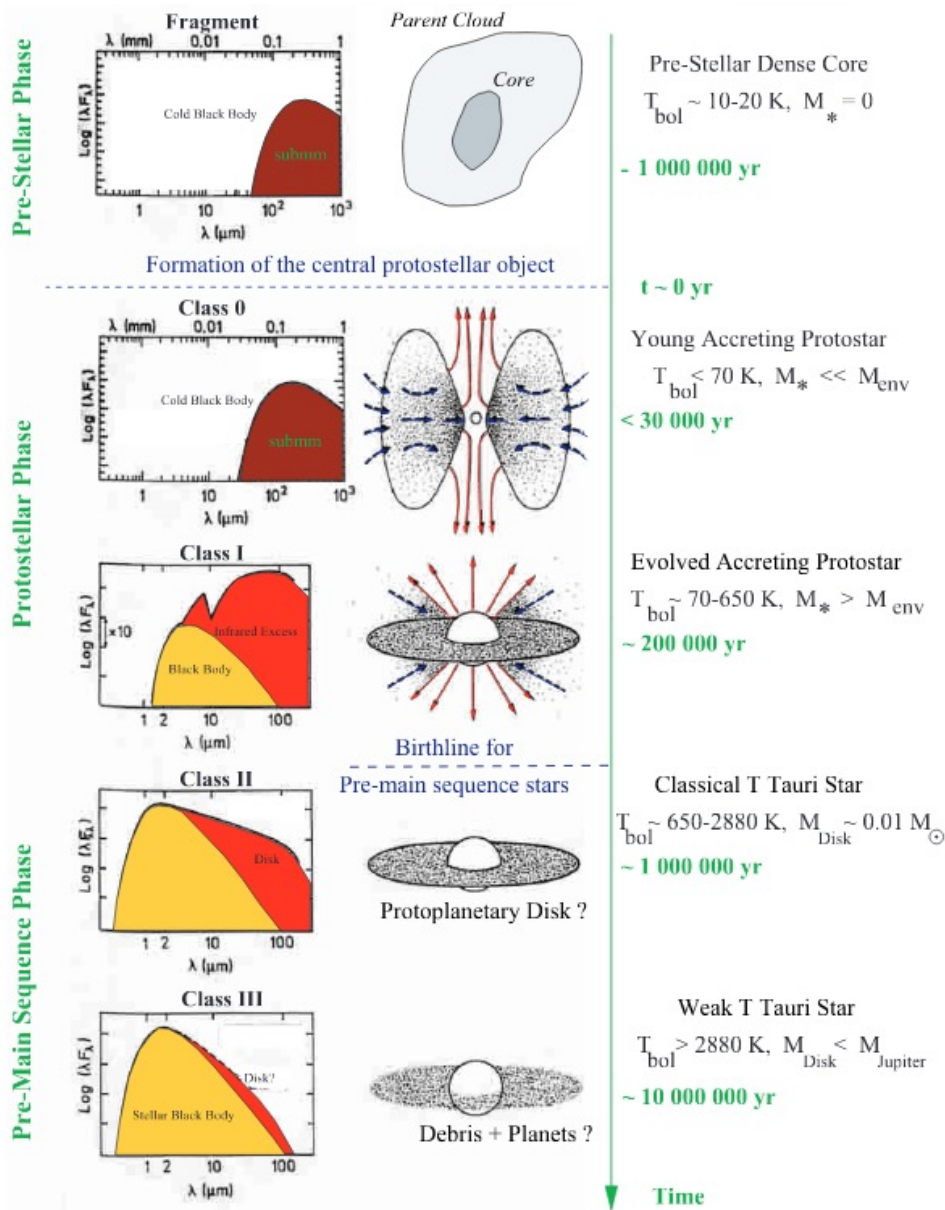 Pre-Stellar Phase
Fragment
λ (mm) 0.01 0.1 1
Log (λFλ)
Cold Black Body
submm
1 10 10² 10³
λ (μm)
Parent Cloud
Core
Pre-Stellar Dense Core
T_bol ~ 10-20 K, M_* = 0
- 1 000 000 yr
Formation of the central protostellar object
t ~ 0 yr
Protostellar Phase
Class 0
λ (mm) 0.01 0.1 1
Log (λFλ)
Cold Black Body
submm
1 10 10² 10³
λ (μm)
Young Accreting Protostar
T_bol < 70 K, M_* << M_env
< 30 000 yr
Class I
Log (λFλ)
×10
Infrared Excess
Black Body
1 2 10 100
λ (μm)
Evolved Accreting Protostar
T_bol ~ 70-650 K, M_* > M_env
~ 200 000 yr
Birthline for
Pre-main sequence stars
Pre-Main Sequence Phase
Class II
Log (λFλ)
Disk
1 2 10 100
λ (μm)
Protoplanetary Disk ?
Classical T Tauri Star
T_bol ~ 650-2880 K, M_Disk ~ 0.01 M_⊙
~ 1 000 000 yr
Class III
Log (λFλ)
Disk?
Stellar Black Body
1 2 10 100
λ (μm)
Debris + Planets ?
Weak T Tauri Star
T_bol > 2880 K, M_Disk < M_Jupiter
~ 10 000 000 yr
Time